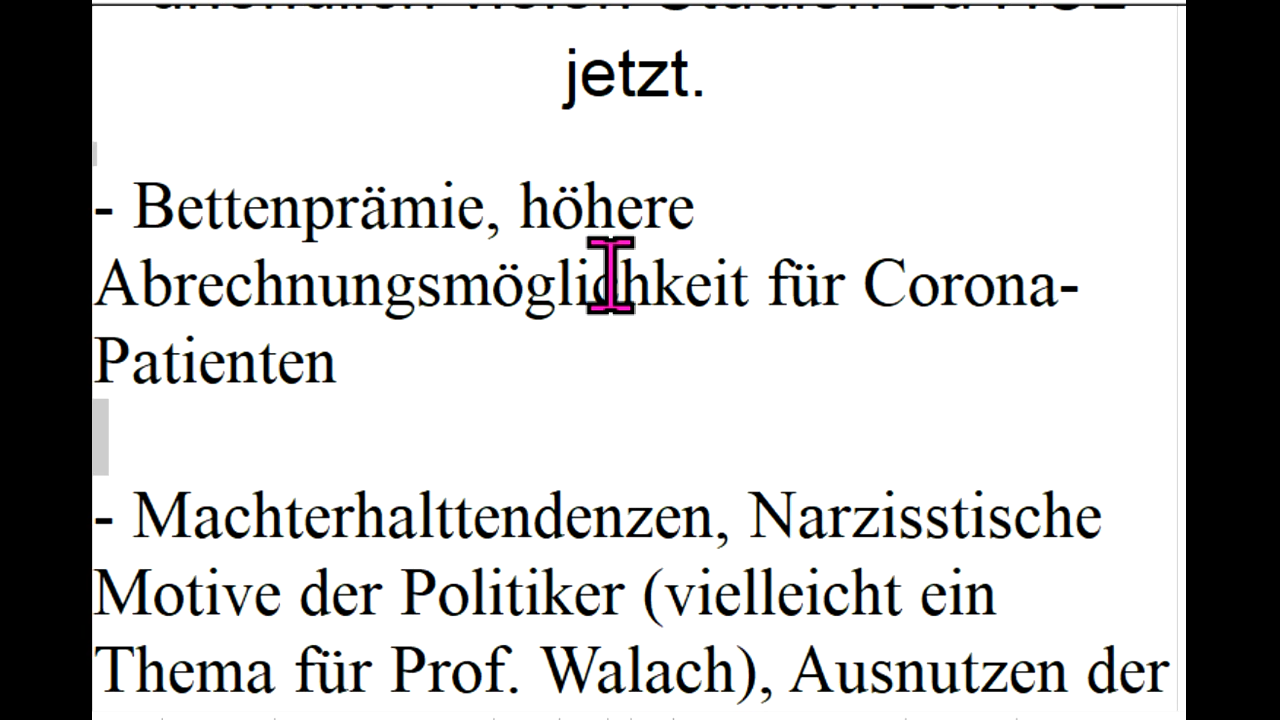 jetzt.
- Bettenprämie, höhere
Abrechnungsmöglichkeit für Corona-
Patienten
- Machterhalttendenzen, Narzisstische
Motive der Politiker (vielleicht ein
Thema für Prof. Walach), Ausnutzen der